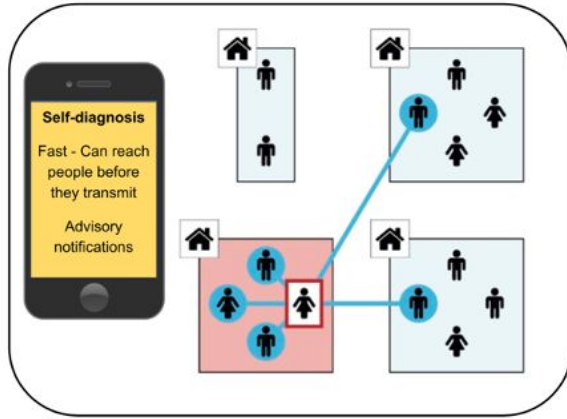 Self-diagnosis
Fast - Can reach
people before
they transmit
Advisory
notifications